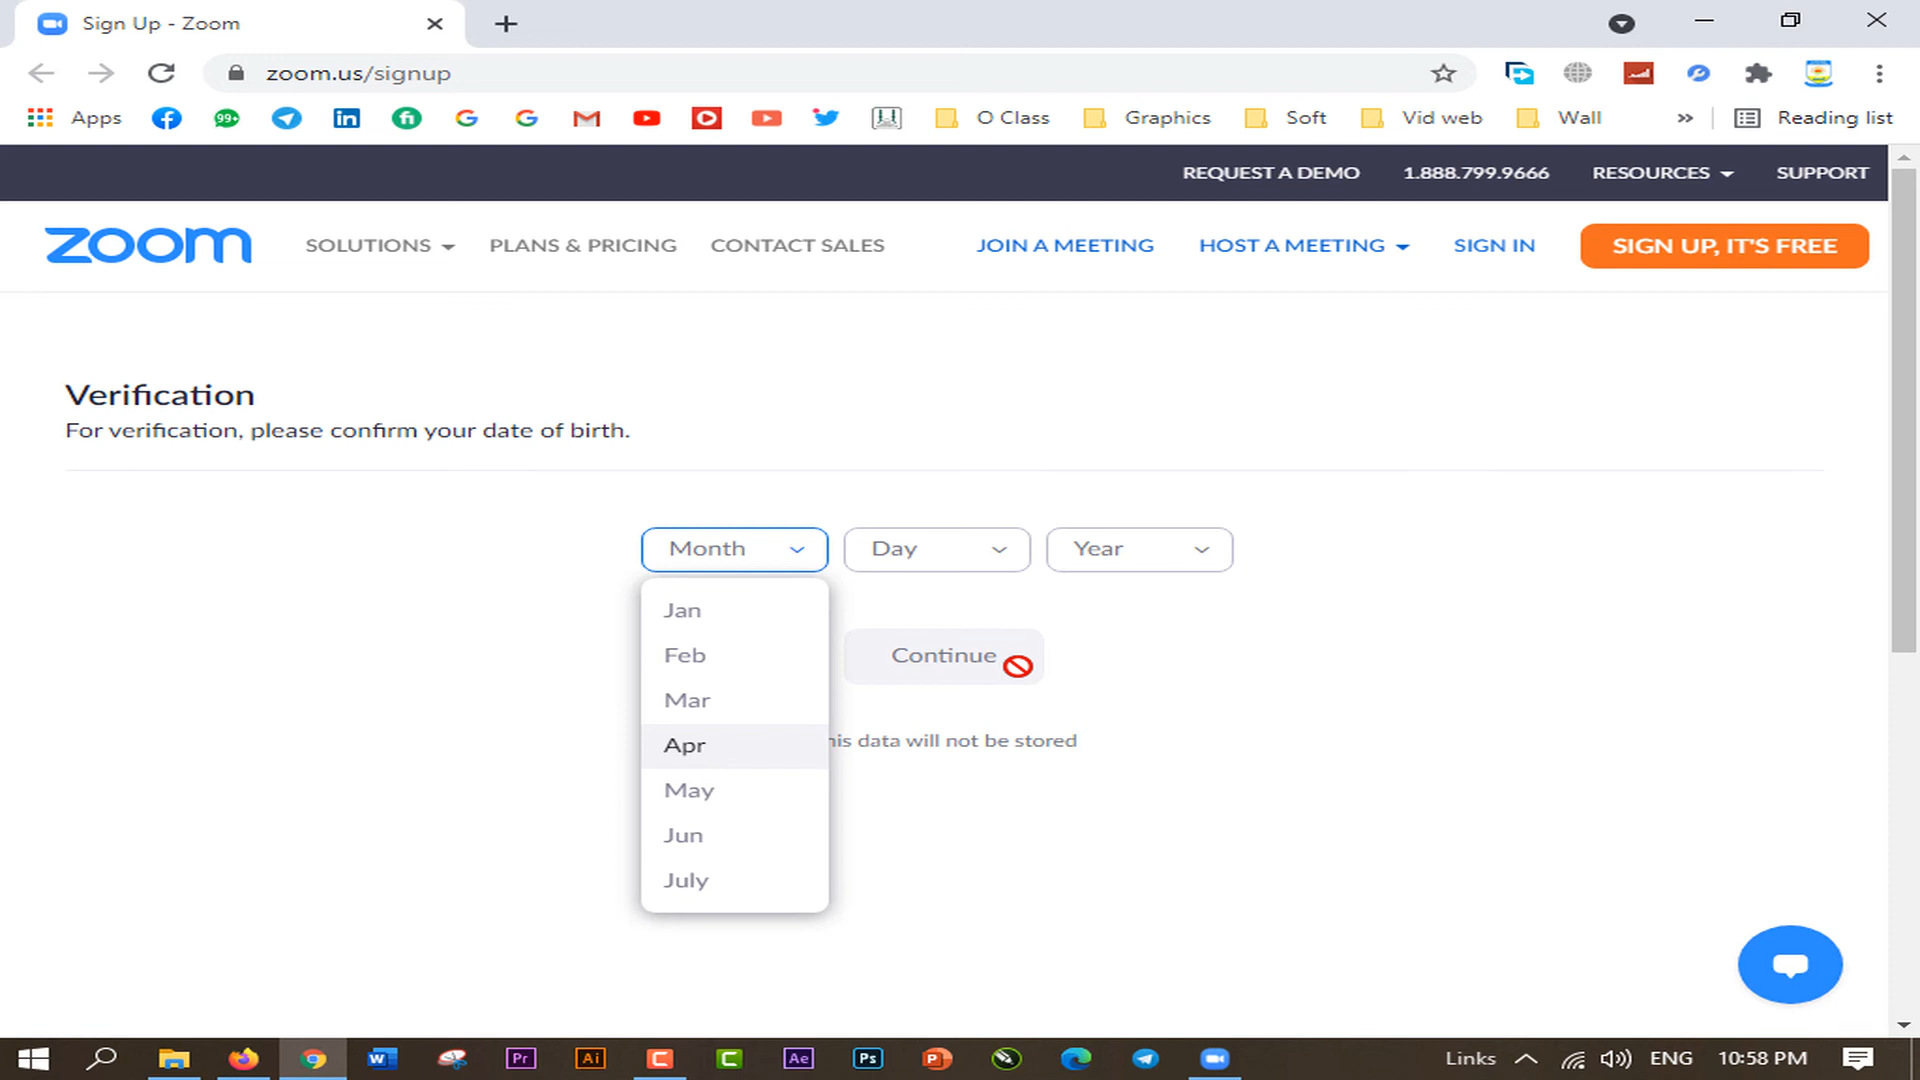 Sign Up - Zoom
zoom.us/signup
Apps 99+ O Class Graphics Soft Vid web Wall » Reading list
REQUEST A DEMO 1.888.799.9666 RESOURCES SUPPORT
zoom SOLUTIONS PLANS & PRICING CONTACT SALES JOIN A MEETING HOST A MEETING SIGN IN SIGN UP, IT'S FREE
Verification
For verification, please confirm your date of birth.
Month Day Year
Jan
Feb
Continue
Mar
Apr
his data will not be stored
May
Jun
July
Links ENG 10:58 PM